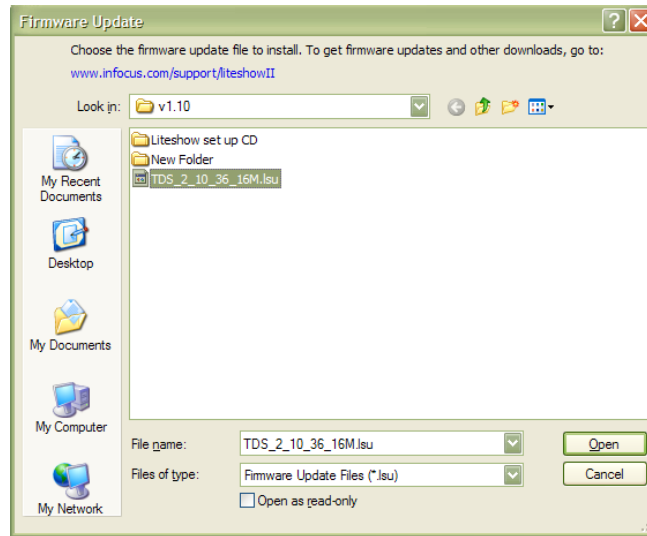 Firmware Update
Choose the firmware update file to install. To get firmware updates and other downloads, go to:
www.infocus.com/support/liteshowII
Look in:
v1.10
Liteshow set up CD
New Folder
TDS_2_10_36_16M.lsu
My Recent
Documents
Desktop
My Documents
My Computer
My Network
File name:
TDS_2_10_36_16M.lsu
Open
Files of type:
Firmware Update Files (*.lsu)
Cancel
Open as read-only